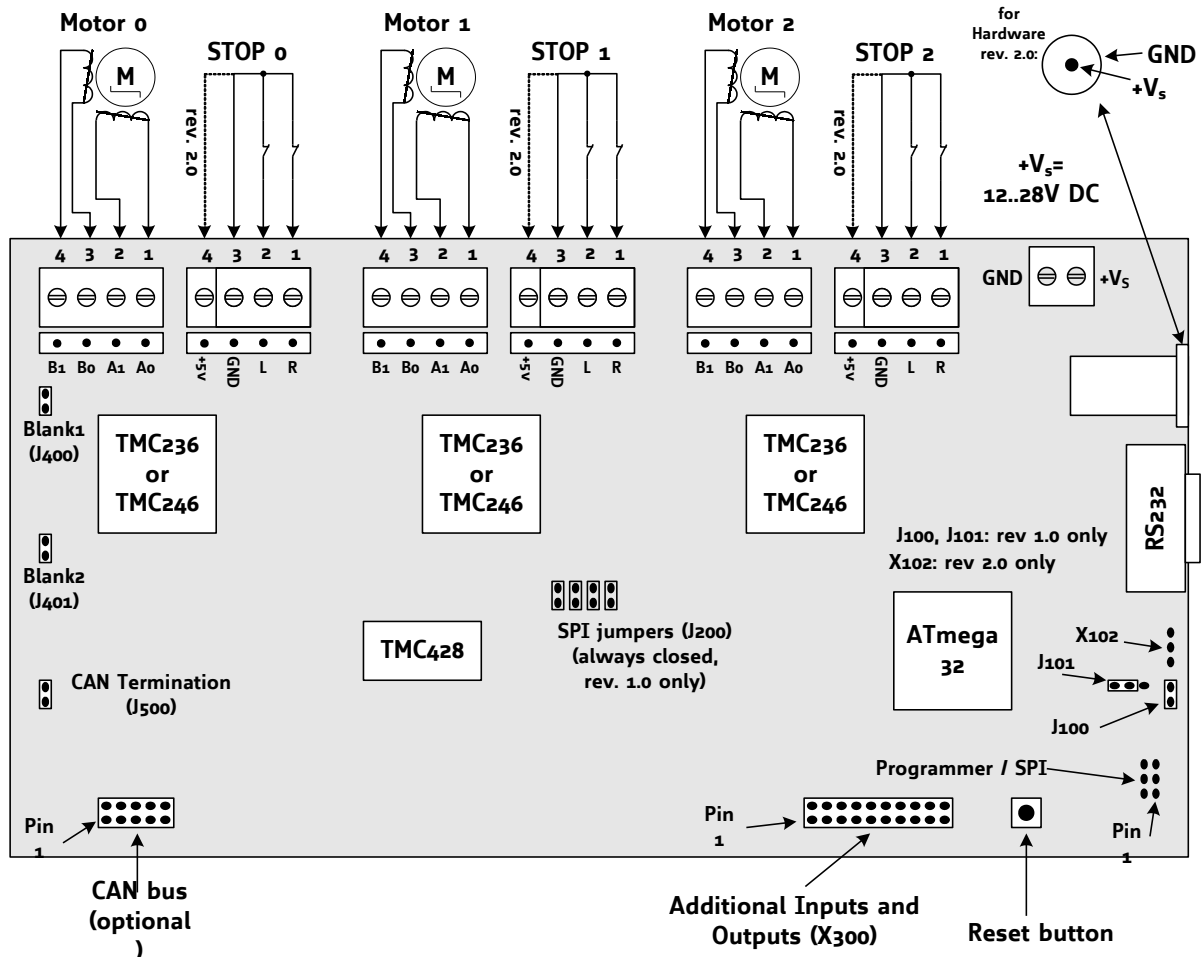 Motor 0
STOP 0
Motor 1
STOP 1
Motor 2
STOP 2
for
Hardware
rev. 2.0:
GND
+Vs
M
M
M
rev. 2.0
rev. 2.0
rev. 2.0
+Vs=
12..28V DC
4 3 2 1
4 3 2 1
4 3 2 1
4 3 2 1
4 3 2 1
4 3 2 1
GND
+VS
B1 B0 A1 A0
+5v GND L R
B1 B0 A1 A0
+5v GND L R
B1 B0 A1 A0
+5v GND L R
Blank1
(J400)
TMC236
or
TMC246
TMC236
or
TMC246
TMC236
or
TMC246
RS232
J100, J101: rev 1.0 only
X102: rev 2.0 only
Blank2
(J401)
SPI jumpers (J200)
(always closed,
rev. 1.0 only)
TMC428
ATmega
32
X102
J101
J100
CAN Termination
(J500)
Programmer / SPI
Pin
1
Pin
1
Pin
1
CAN bus
(optional
)
Additional Inputs and
Outputs (X300)
Reset button